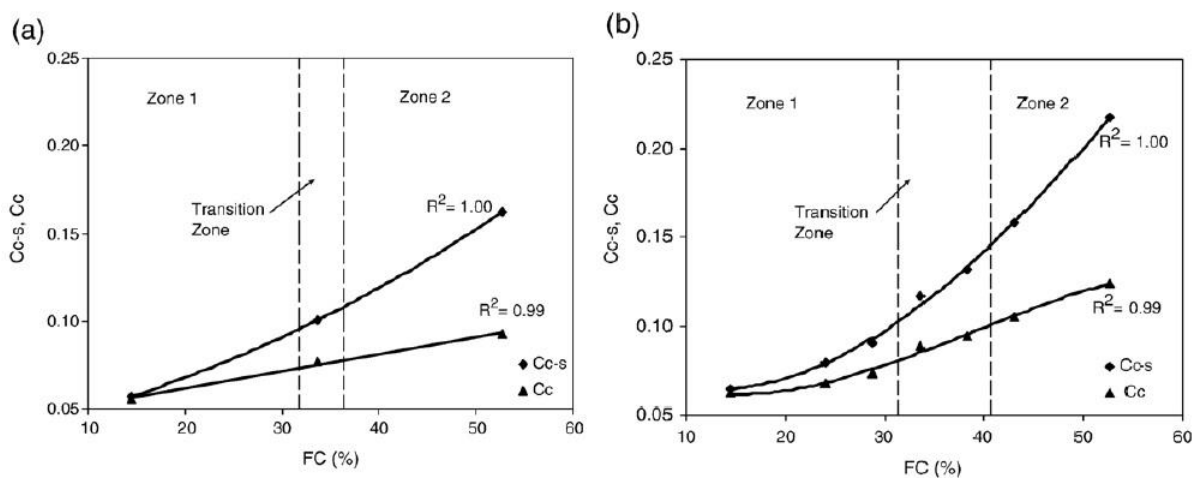 (a)
0.25
0.20
0.15
0.10
0.05
Cc-s, Cc
Zone 1
Zone 2
Transition
Zone
R2= 1.00
R2= 0.99
Cc-s
Cc
10 20 30 40 50 60
FC (%)
(b)
0.25
0.20
0.15
0.10
0.05
Cc-s, Cc
Zone 1
Zone 2
Transition
Zone
R2= 1.00
R2= 0.99
Cc-s
Cc
10 20 30 40 50 60
FC (%)